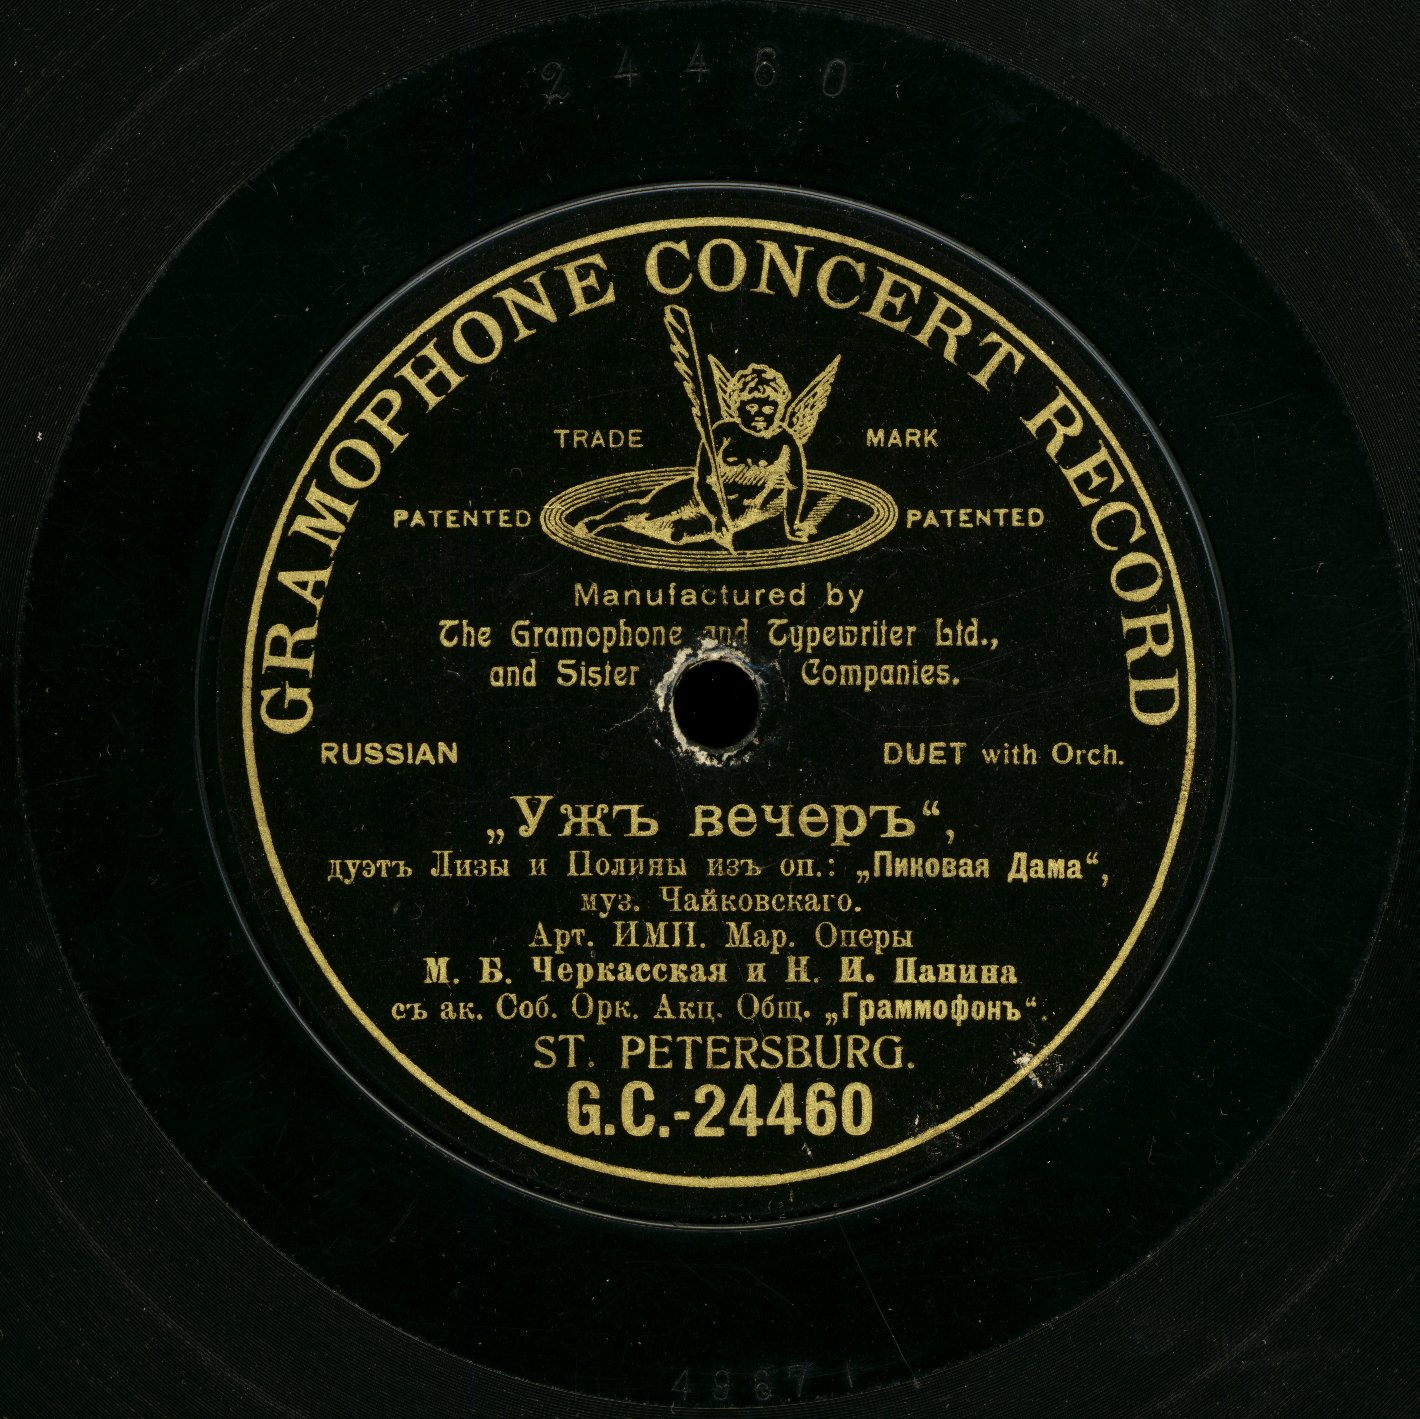 24460
GRAMOPHONE CONCERT RECORD
TRADE MARK
PATENTED PATENTED
Manufactured by
The Gramophone and Typewriter Ltd.,
and Sister Companies.
RUSSIAN DUET with Orch.
„Ужъ вечеръ“,
дуэтъ Лизы и Полины изъ оп.: „Пиковая Дама“,
муз. Чайковскаго.
Арт. ИМП. Мар. Оперы
М. Б. Черкасская и Н. И. Панина
съ ак. Соб. Орк. Акц. Общ. „Граммофонъ“.
ST. PETERSBURG.
G.C.-24460